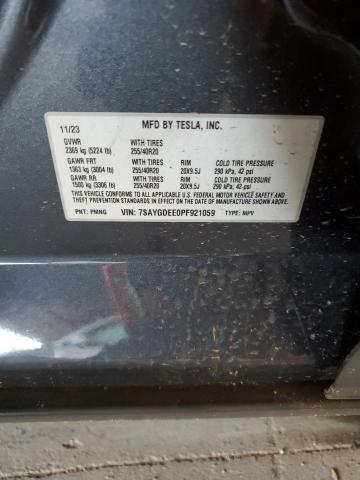 11/23 MFD BY TESLA, INC.
GVWR WITH TIRES
2365 kg (5224 lb) 255/40R20
GAWR FRT WITH TIRES RIM COLD TIRE PRESSURE
1363 kg (3004 lb) 255/40R20 20X9.5J 290 kPa, 42 psi
GAWR RR WITH TIRES RIM COLD TIRE PRESSURE
1500 kg (3306 lb) 255/40R20 20X9.5J 290 kPa, 42 psi
THIS VEHICLE CONFORMS TO ALL APPLICABLE U.S. FEDERAL
MOTOR VEHICLE SAFETY, BUMPER, AND THEFT PREVENTION
STANDARDS IN EFFECT ON THE DATE OF MANUFACTURE SHOWN ABOVE.
PNT: PMNG VIN: 7SAYGDEE0PF921059 TYPE: MPV